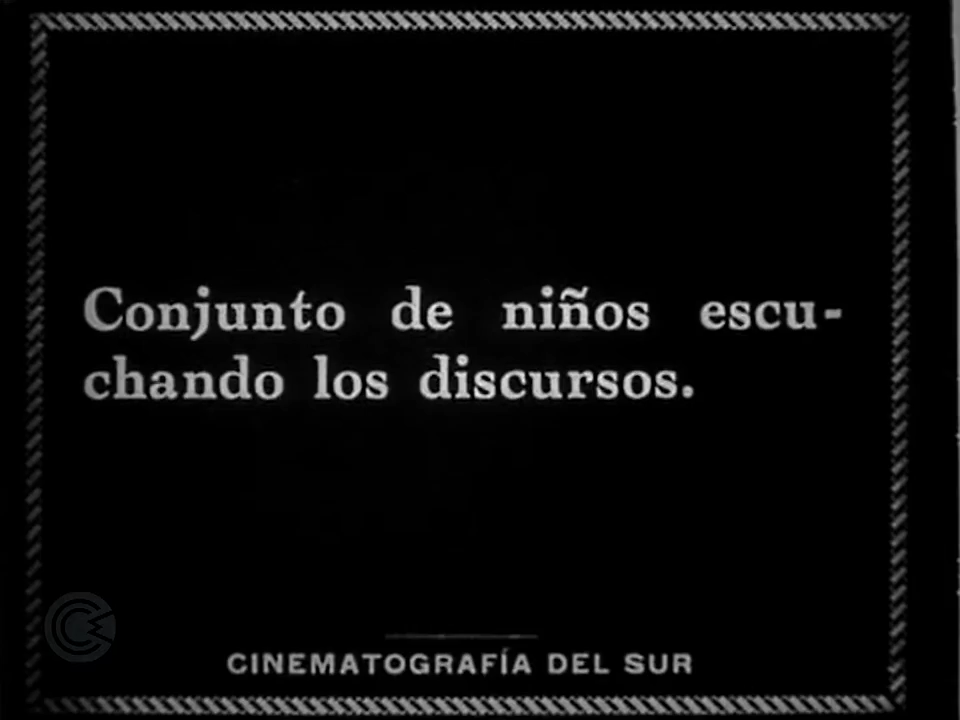 Conjunto de niños escu-
chando los discursos.
CINEMATOGRAFÍA DEL SUR